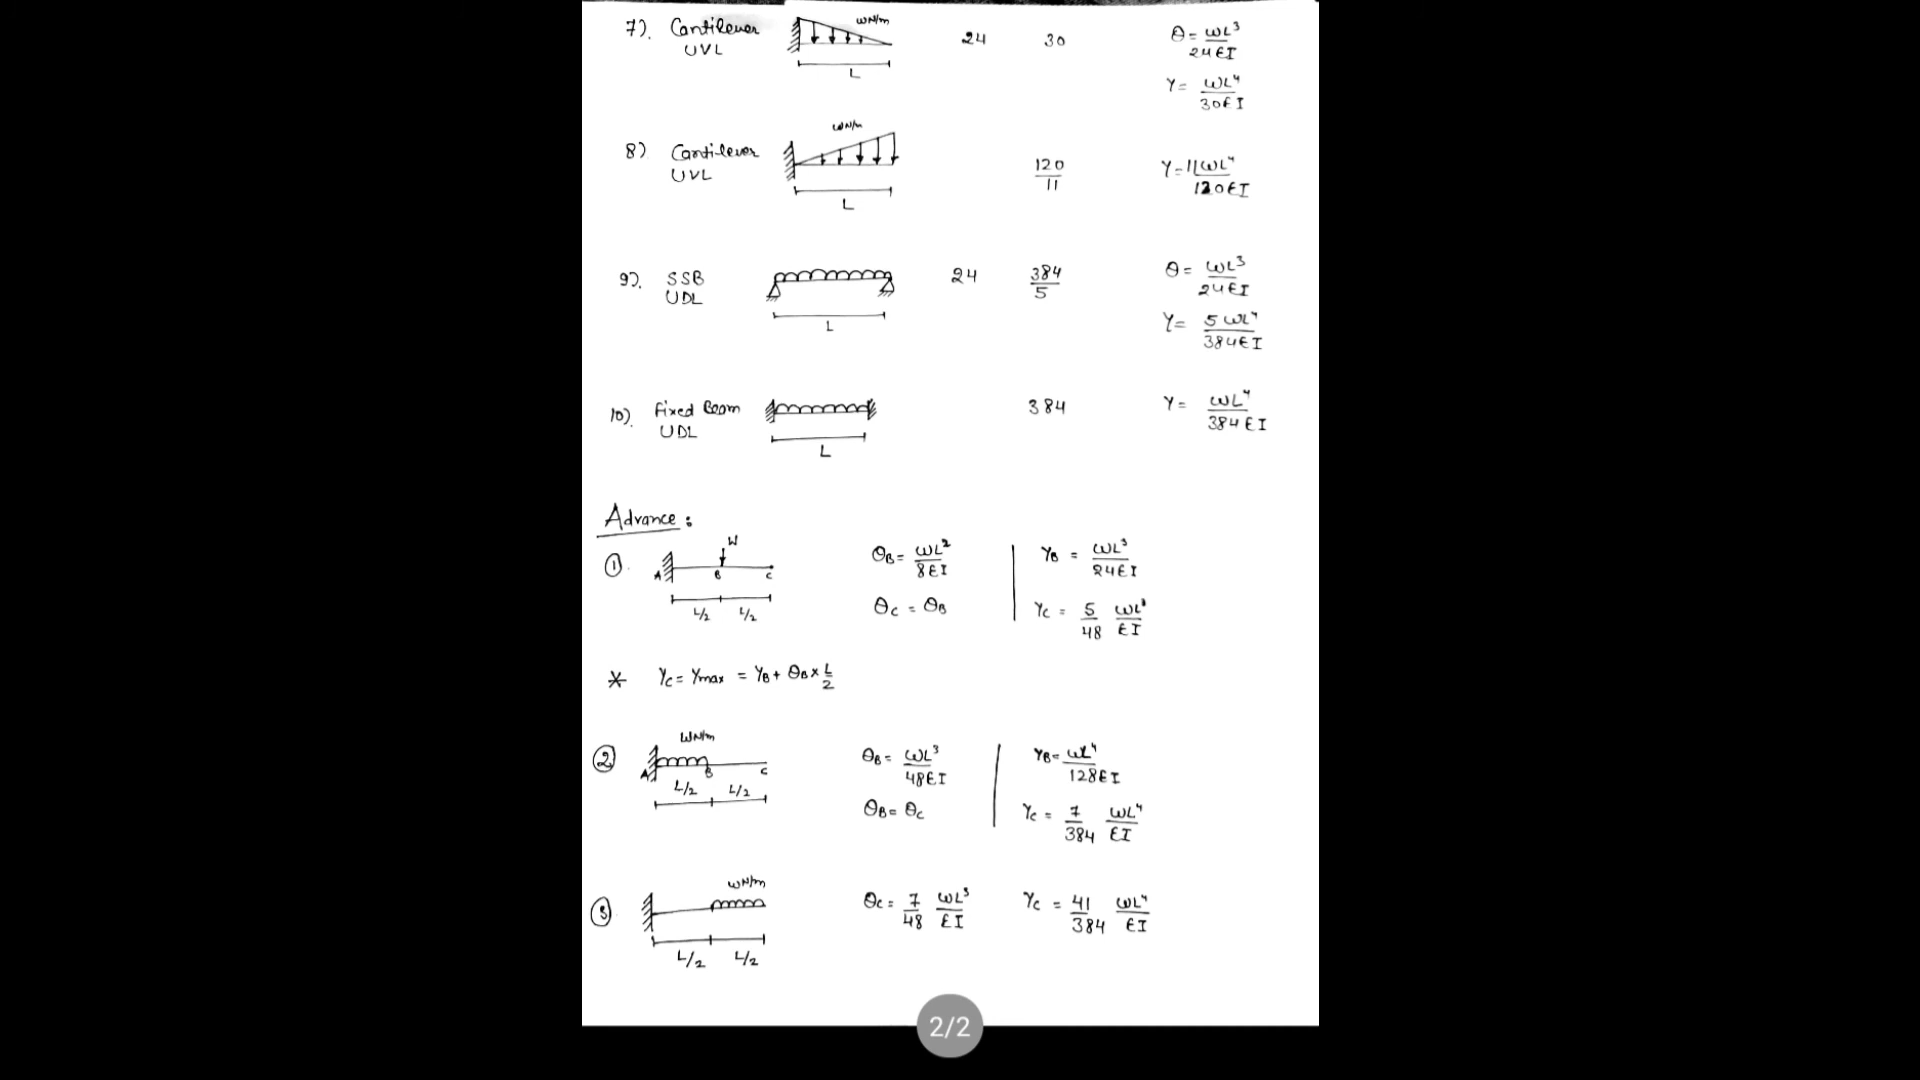 7). Cantilever UVL
wN/m
L
24 30
θ = wL³/24EI
Y = wL⁴/30EI
8) Cantilever UVL
wN/m
L
120/11
Y = 11wL⁴/120EI
9). SSB UDL
L
24 384/5
θ = wL³/24EI
Y = 5wL⁴/384EI
10). Fixed Beam UDL
L
384
Y = wL⁴/384EI
Advance :
① W
A B C
L/2 L/2
θB = wL²/8EI
θC = θB
YB = wL³/24EI
YC = 5/48 wL³/EI
* YC = Ymax = YB + θB × L/2
② wN/m
A B C
L/2 L/2
θB = wL³/48EI
θB = θC
YB = wL⁴/128EI
YC = 7/384 wL⁴/EI
③ wN/m
L/2 L/2
θC = 7/48 wL³/EI
YC = 41/384 wL⁴/EI
2/2